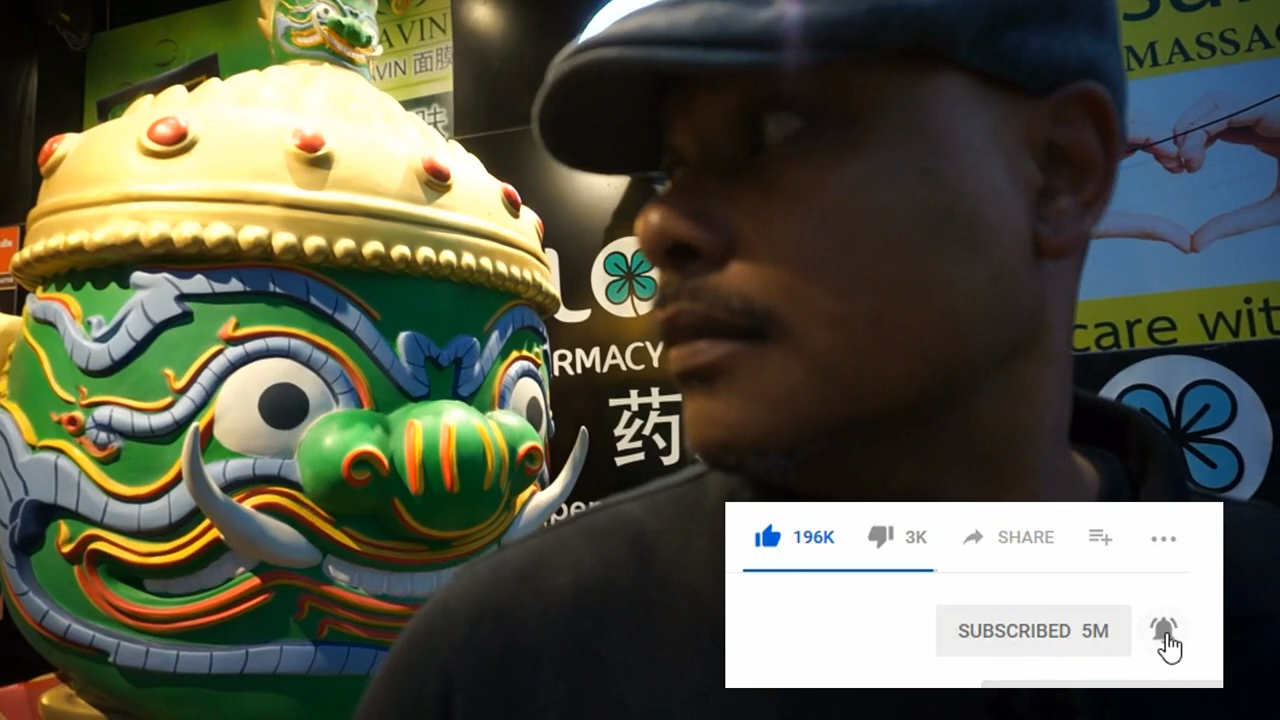 AVIN
VIN 面膜
MASSAG
RMACY
药
care wit
196K 3K SHARE
SUBSCRIBED 5M